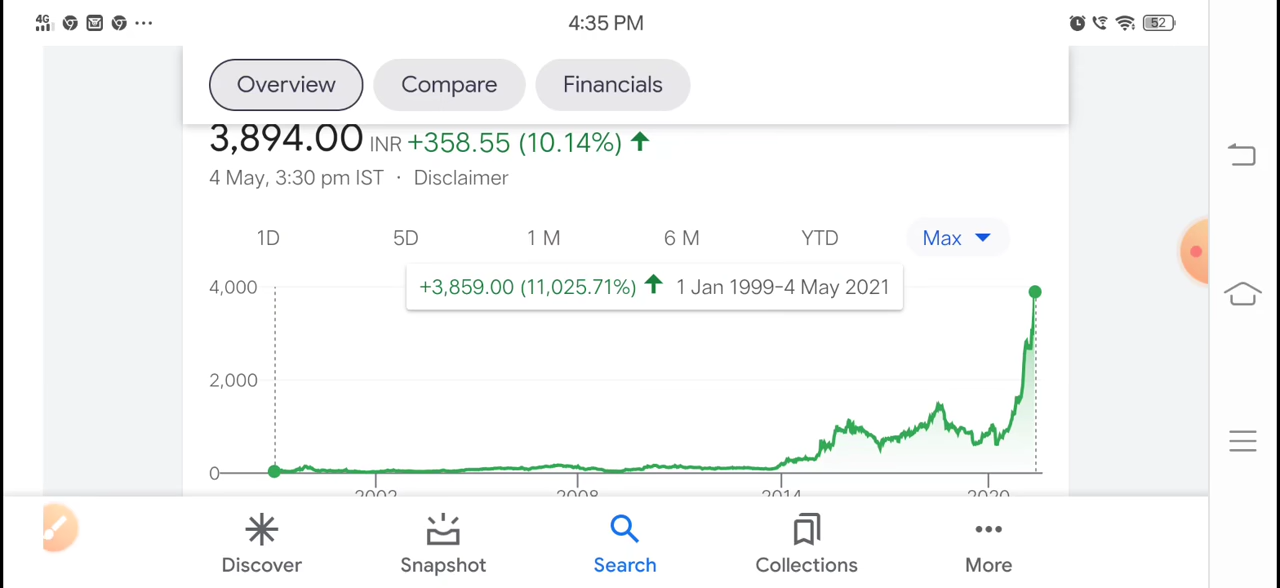 4G 4:35 PM 52
Overview Compare Financials
3,894.00 INR +358.55 (10.14%)
4 May, 3:30 pm IST · Disclaimer
1D 5D 1 M 6 M YTD Max
+3,859.00 (11,025.71%) 1 Jan 1999-4 May 2021
4,000
2,000
0
2002 2008 2014 2020
Discover Snapshot Search Collections More